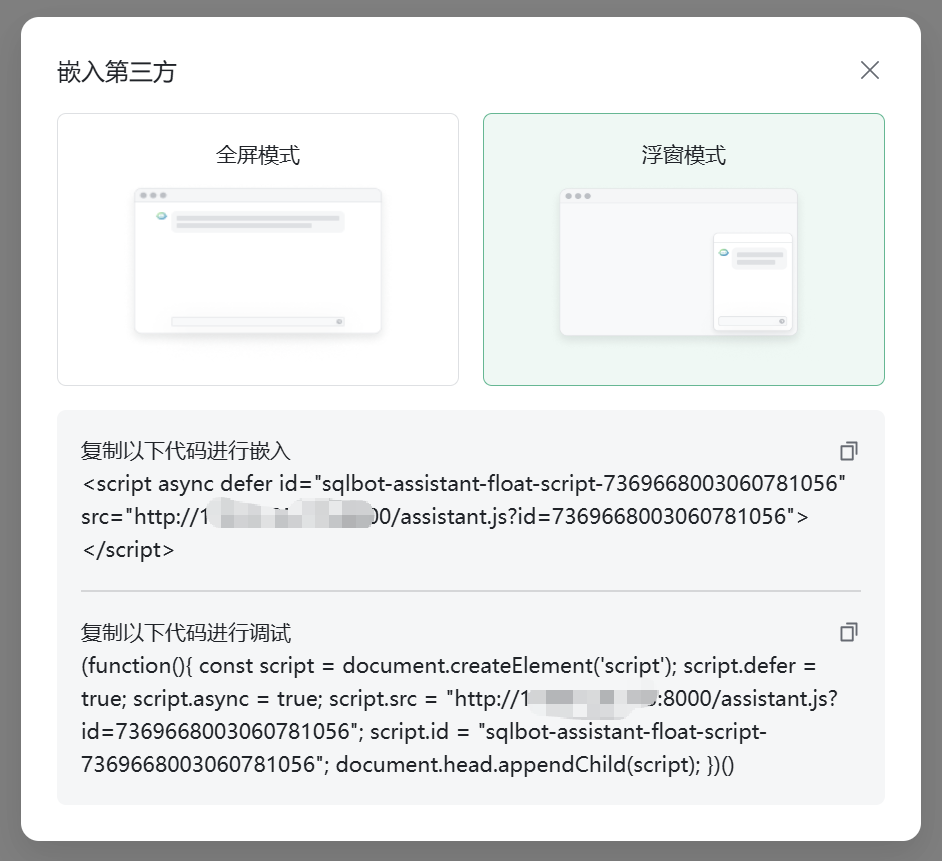 嵌入第三方
全屏模式
浮窗模式
复制以下代码进行嵌入
<script async defer id="sqlbot-assistant-float-script-7369668003060781056"
src="http://1 00/assistant.js?id=7369668003060781056">
</script>
复制以下代码进行调试
(function(){ const script = document.createElement('script'); script.defer =
true; script.async = true; script.src = "http://1 :8000/assistant.js?
id=7369668003060781056"; script.id = "sqlbot-assistant-float-script-
7369668003060781056"; document.head.appendChild(script); })()